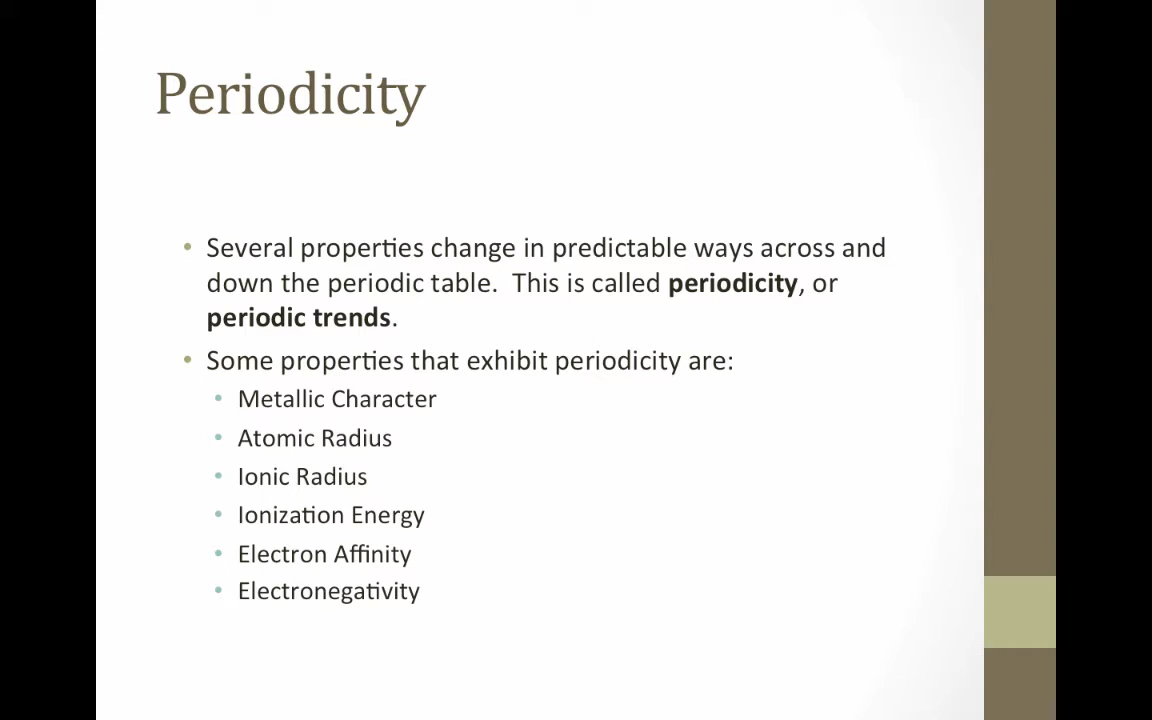 Periodicity
• Several properties change in predictable ways across and
down the periodic table.  This is called periodicity, or
periodic trends.
• Some properties that exhibit periodicity are:
• Metallic Character
• Atomic Radius
• Ionic Radius
• Ionization Energy
• Electron Affinity
• Electronegativity